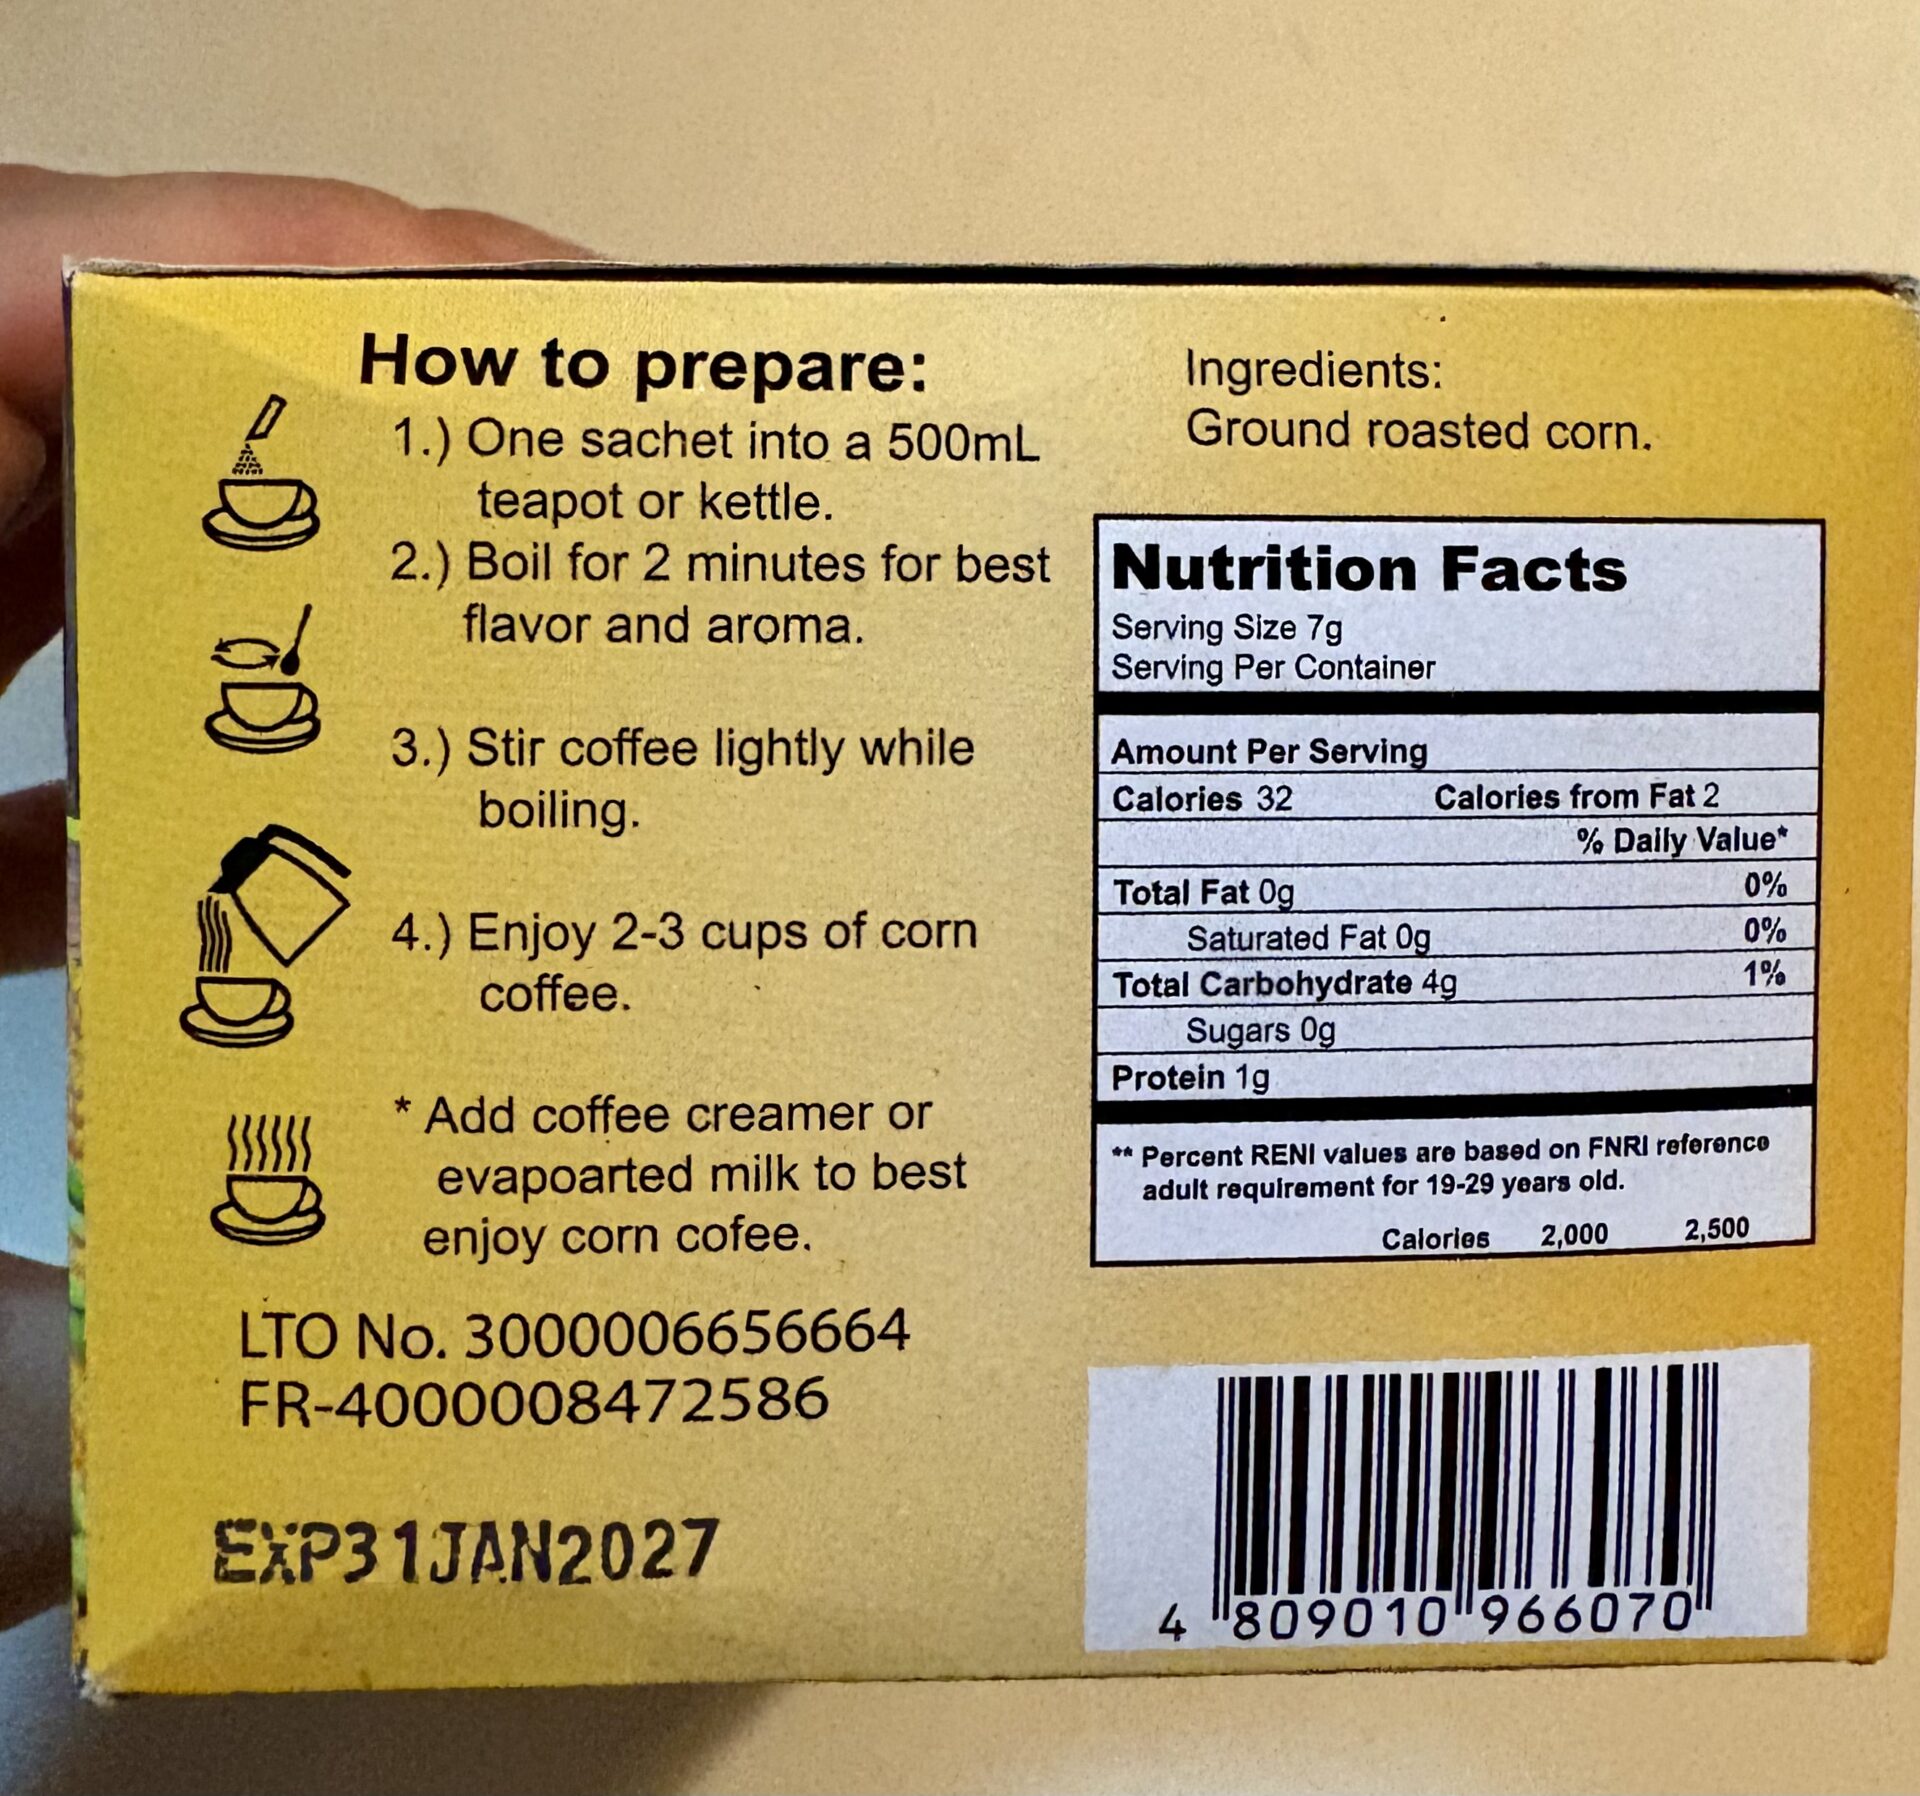 How to prepare:
1.) One sachet into a 500mL
teapot or kettle.
2.) Boil for 2 minutes for best
flavor and aroma.
3.) Stir coffee lightly while
boiling.
4.) Enjoy 2-3 cups of corn
coffee.
* Add coffee creamer or
evapoarted milk to best
enjoy corn cofee.
LTO No. 3000006656664
FR-4000008472586
EXP31JAN2027
Ingredients:
Ground roasted corn.
Nutrition Facts
Serving Size 7g
Serving Per Container
Amount Per Serving
Calories 32 Calories from Fat 2
% Daily Value*
Total Fat 0g 0%
Saturated Fat 0g 0%
Total Carbohydrate 4g 1%
Sugars 0g
Protein 1g
** Percent RENI values are based on FNRI reference
adult requirement for 19-29 years old.
Calories 2,000 2,500
4 809010 966070